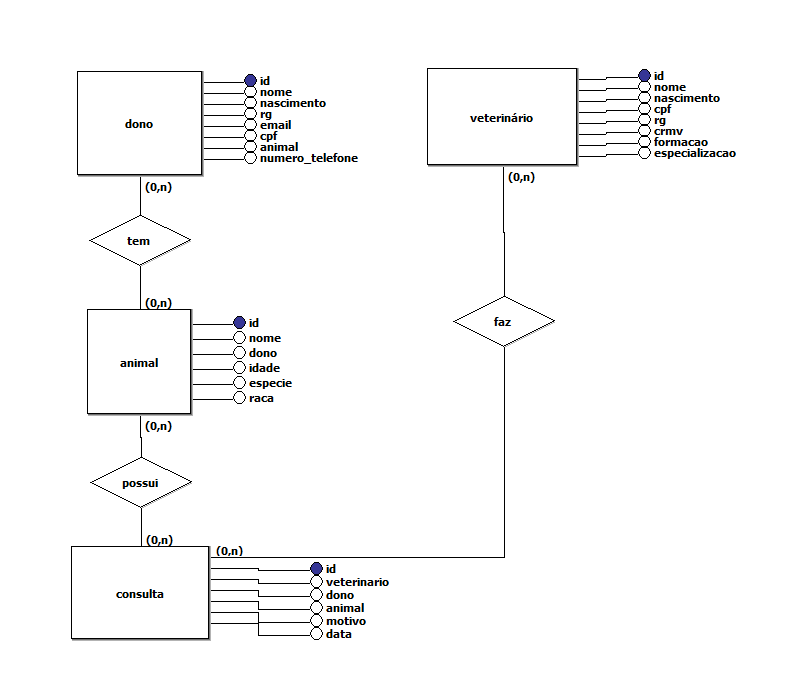 dono
id
nome
nascimento
rg
email
cpf
animal
numero_telefone
(0,n)
tem
(0,n)
animal
id
nome
dono
idade
especie
raca
(0,n)
possui
(0,n)
consulta
id
veterinario
dono
animal
motivo
data
(0,n)
faz
(0,n)
veterinário
id
nome
nascimento
cpf
rg
crmv
formacao
especializacao